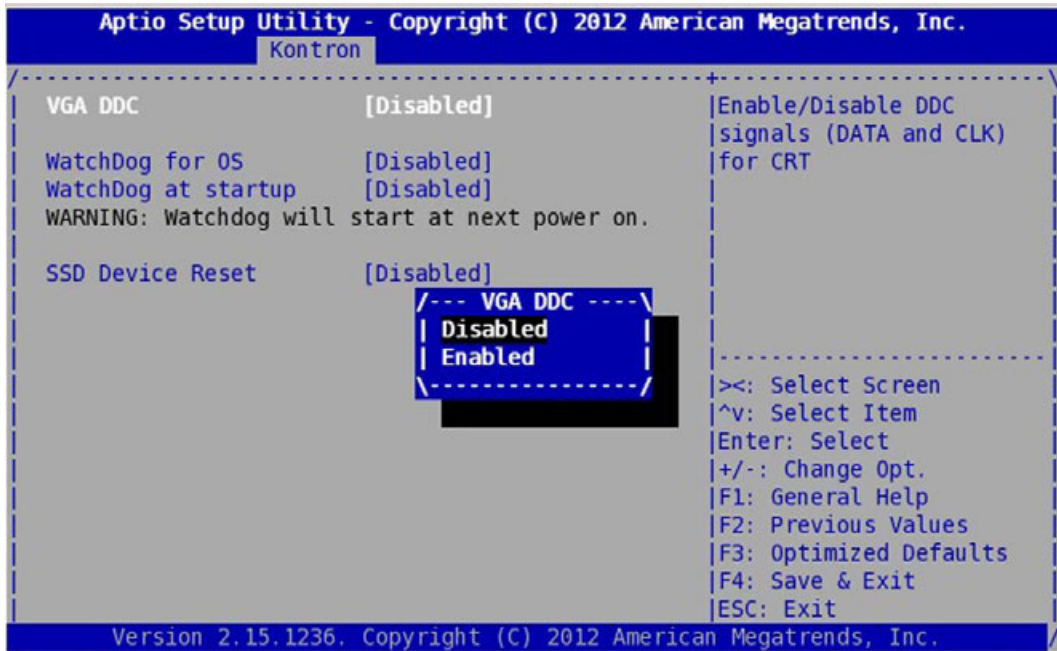 Aptio Setup Utility - Copyright (C) 2012 American Megatrends, Inc.
Kontron
VGA DDC [Disabled]
WatchDog for OS [Disabled]
WatchDog at startup [Disabled]
WARNING: Watchdog will start at next power on.
SSD Device Reset [Disabled]
/--- VGA DDC ----\
Disabled
Enabled
Enable/Disable DDC
signals (DATA and CLK)
for CRT
><: Select Screen
^v: Select Item
Enter: Select
+/-: Change Opt.
F1: General Help
F2: Previous Values
F3: Optimized Defaults
F4: Save & Exit
ESC: Exit
Version 2.15.1236. Copyright (C) 2012 American Megatrends, Inc.